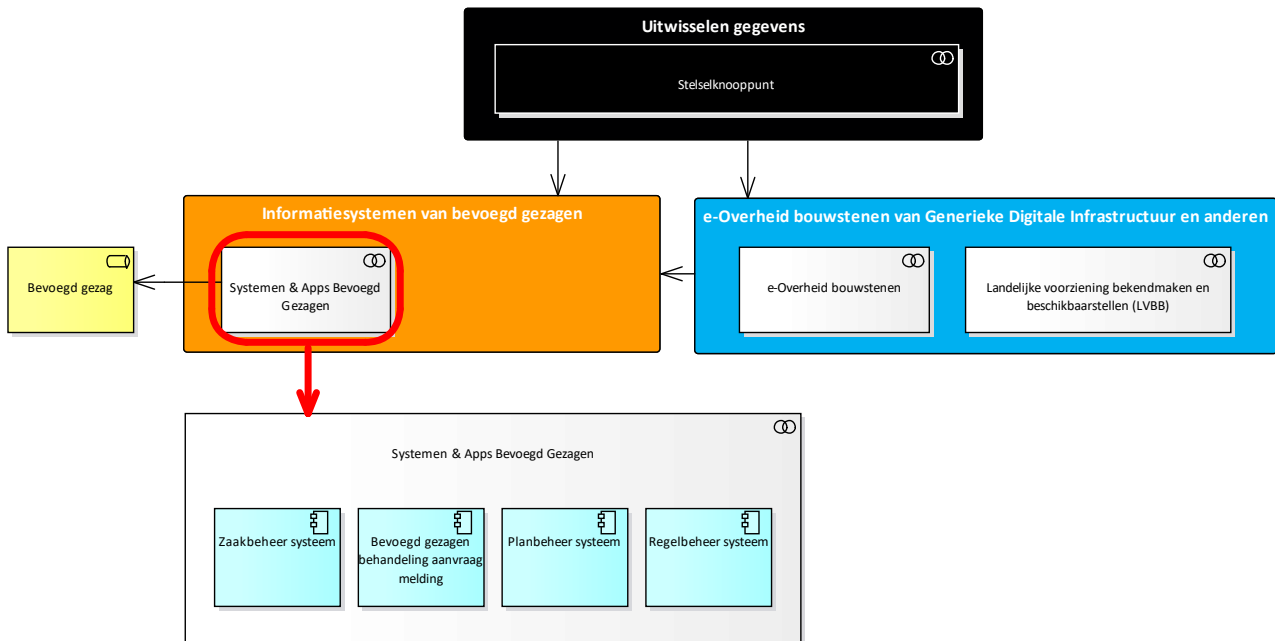 Uitwisselen gegevens
Stelselknooppunt
Informatiesystemen van bevoegd gezagen
e-Overheid bouwstenen van Generieke Digitale Infrastructuur en anderen
Bevoegd gezag
Systemen & Apps Bevoegd
Gezagen
e-Overheid bouwstenen
Landelijke voorziening bekendmaken en
beschikbaarstellen (LVBB)
Systemen & Apps Bevoegd Gezagen
Zaakbeheer systeem
Bevoegd gezagen
behandeling aanvraag
melding
Planbeheer systeem
Regelbeheer systeem